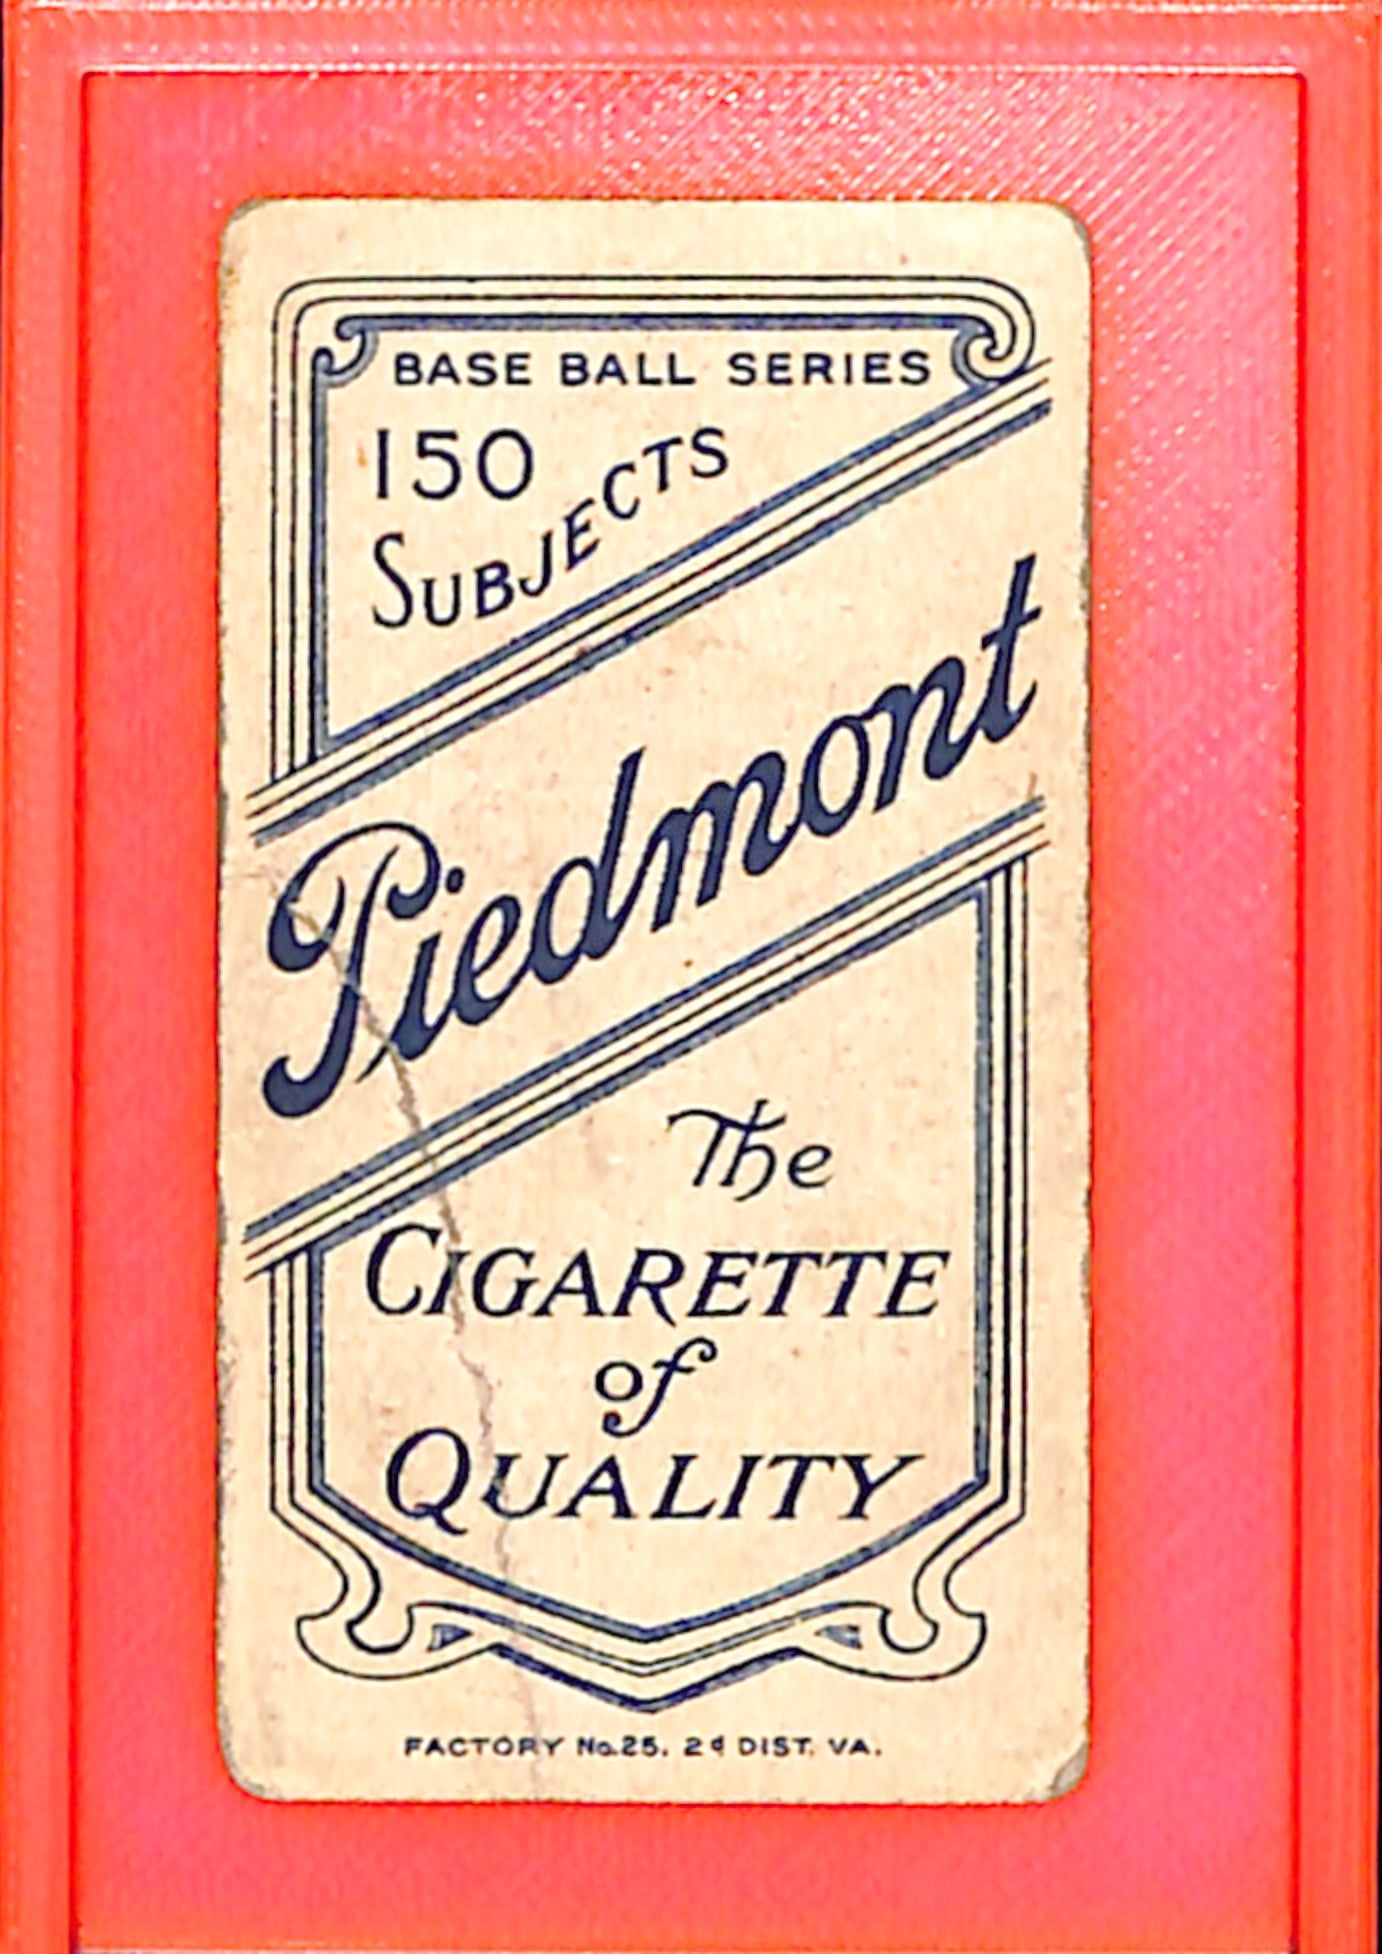 BASE BALL SERIES
150
SUBJECTS
Piedmont
The
CIGARETTE
of
QUALITY
FACTORY No. 25. 2d DIST. VA.